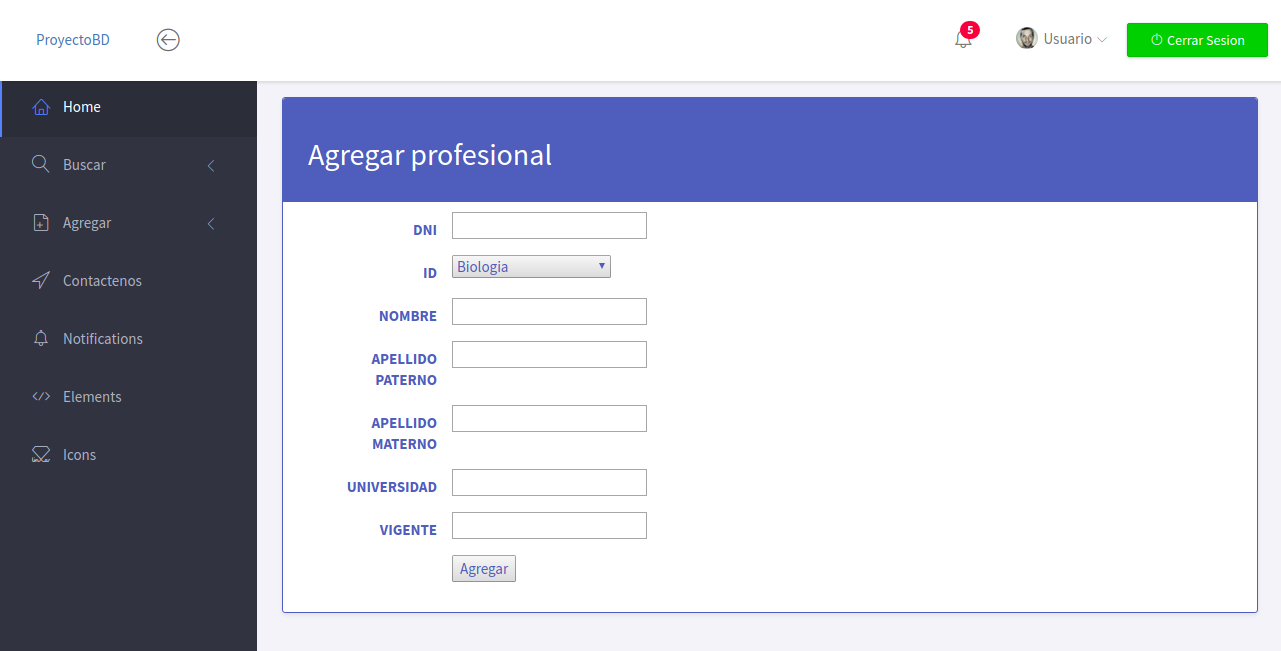 ProyectoBD
5
Usuario
Cerrar Sesion
Home
Buscar
Agregar
Contactenos
Notifications
Elements
Icons
Agregar profesional
DNI
ID
Biologia
NOMBRE
APELLIDO
PATERNO
APELLIDO
MATERNO
UNIVERSIDAD
VIGENTE
Agregar